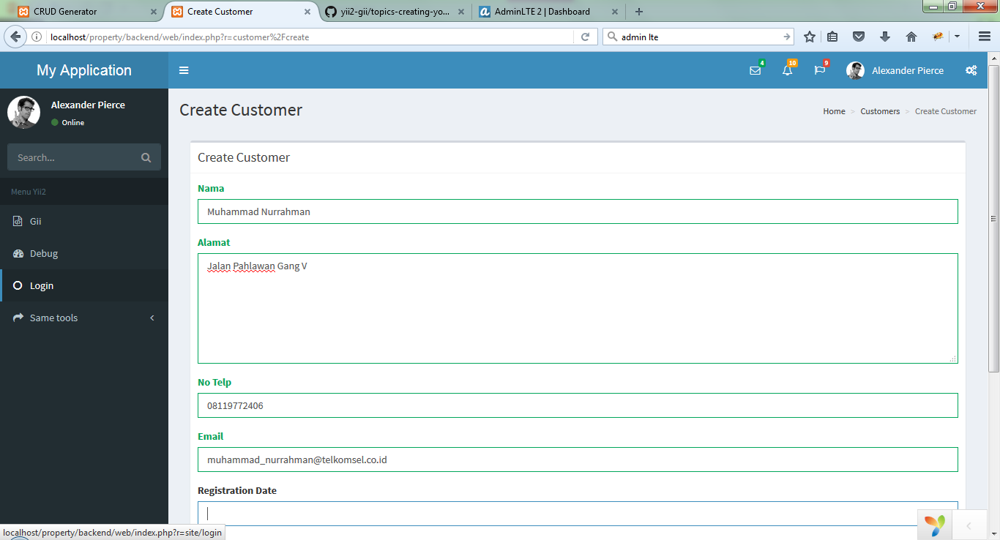 CRUD Generator
Create Customer
yii2-gii/topics-creating-yo...
AdminLTE 2 | Dashboard
localhost/property/backend/web/index.php?r=customer%2Fcreate
admin lte
My Application
4
10
9
Alexander Pierce
Alexander Pierce
Online
Search...
Menu Yii2
Gii
Debug
Login
Same tools
Create Customer
Home > Customers > Create Customer
Create Customer
Nama
Muhammad Nurrahman
Alamat
Jalan Pahlawan Gang V
No Telp
08119772406
Email
muhammad_nurrahman@telkomsel.co.id
Registration Date
localhost/property/backend/web/index.php?r=site/login